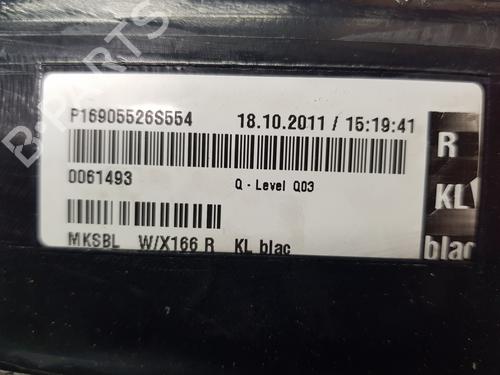 P16905526S554 18.10.2011 / 15:19:41
0061493 Q - Level Q03
MKSBL W/X166 R KL blac
R
KL
blac
B-PARTS